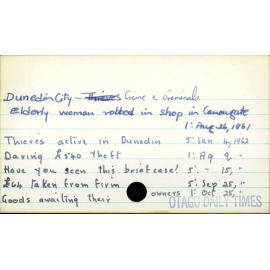 Dunedin City - Thieves Crime & Criminals
Elderly woman robbed in shop in Canongate
1: Aug 26, 1961
Thieves active in Dunedin 5: Jan 4, 1962
Daring £540 theft 1: Ag 9, "
Have you seen this briefcase? 5: - 15, "
£64 taken from firm 5: Sep 25, "
Goods awaiting their owners 1: Oct 25, "
OTAGO DAILY TIMES